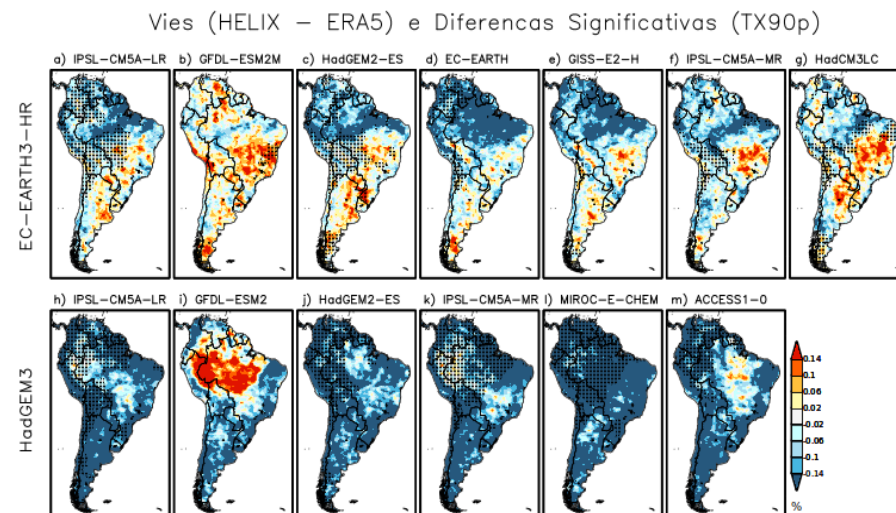 Vies (HELIX - ERA5) e Diferencas Significativas (TX90p)
a) IPSL-CM5A-LR b) GFDL-ESM2M c) HadGEM2-ES d) EC-EARTH e) GISS-E2-H f) IPSL-CM5A-MR g) HadCM3LC
EC-EARTH3-HR
h) IPSL-CM5A-LR i) GFDL-ESM2 j) HadGEM2-ES k) IPSL-CM5A-MR l) MIROC-E-CHEM m) ACCESS1-0
HadGEM3
0.14
0.1
0.06
0.02
-0.02
-0.06
-0.1
-0.14
%